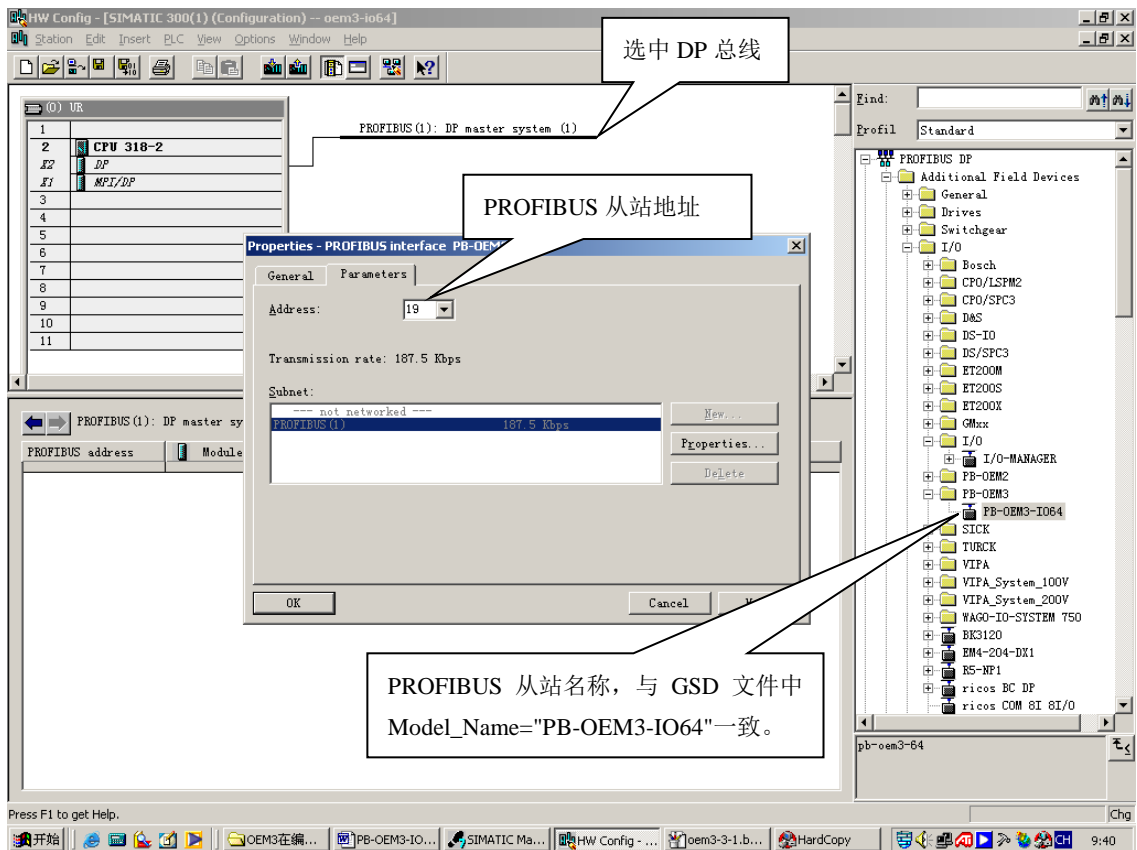 HW Config - [SIMATIC 300(1) (Configuration) -- oem3-io64]
Station Edit Insert PLC View Options Window Help
选中 DP 总线
(0) UR
1
2 CPU 318-2
X2 DP
X1 MPI/DP
3
4
5
6
7
8
9
10
11
PROFIBUS(1): DP master system (1)
PROFIBUS 从站地址
Properties - PROFIBUS interface PB-OEM
General Parameters
Address: 19
Transmission rate: 187.5 Kbps
Subnet:
--- not networked ---
PROFIBUS(1) 187.5 Kbps
New...
Properties...
Delete
OK Cancel
PROFIBUS(1): DP master sy
PROFIBUS address Module
PROFIBUS 从站名称，与 GSD 文件中
Model_Name="PB-OEM3-IO64"一致。
Find:
Profil Standard
PROFIBUS DP
Additional Field Devices
General
Drives
Switchgear
I/O
Bosch
CPO/LSPM2
CPO/SPC3
D&S
DS-IO
DS/SPC3
ET200M
ET200S
ET200X
GMxx
I/O
I/O-MANAGER
PB-OEM2
PB-OEM3
PB-OEM3-IO64
SICK
TURCK
VIPA
VIPA_System_100V
VIPA_System_200V
WAGO-IO-SYSTEM 750
BK3120
EM4-204-DX1
R5-NP1
ricos BC DP
ricos COM 8I 8I/O
pb-oem3-64
Press F1 to get Help.
Chg
开始 OEM3在编... PB-OEM3-IO... SIMATIC Ma... HW Config - ... oem3-3-1.b... HardCopy CH 9:40